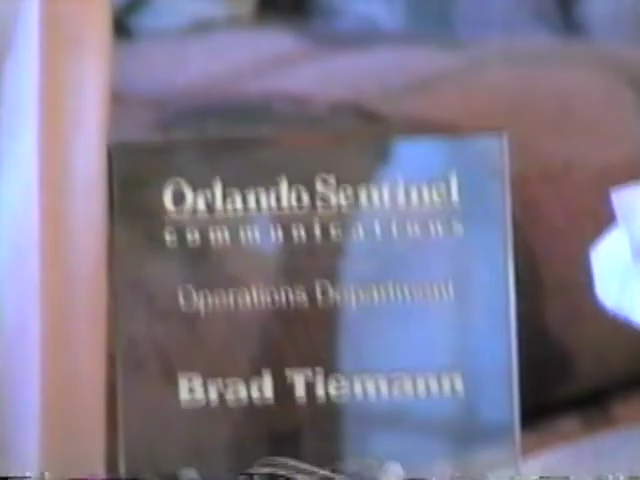 Orlando Sentinel
communications
Operations Department
Brad Tiemann